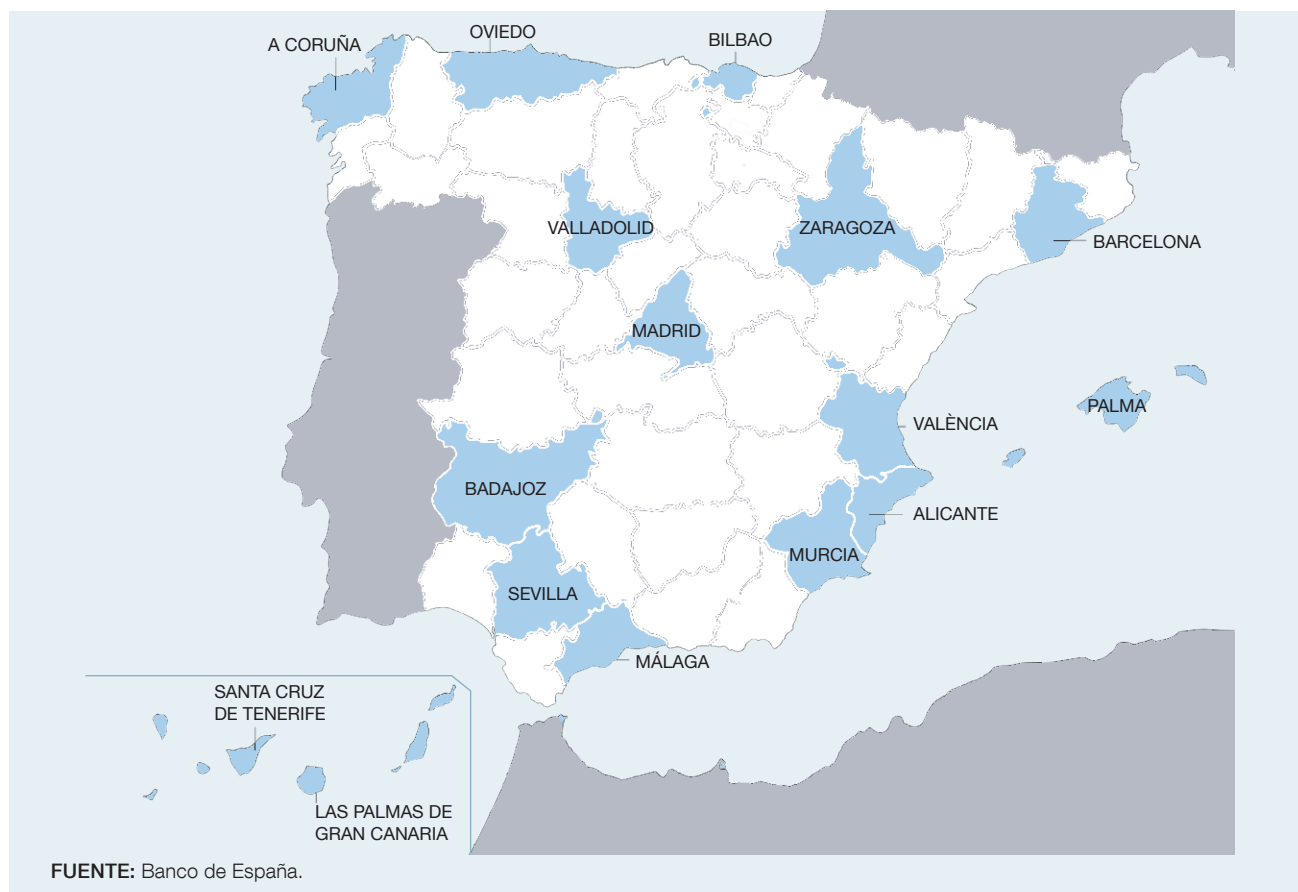 OVIEDO
BILBAO
A CORUÑA
VALLADOLID
ZARAGOZA
BARCELONA
MADRID
PALMA
VALÈNCIA
BADAJOZ
ALICANTE
MURCIA
SEVILLA
MÁLAGA
SANTA CRUZ
DE TENERIFE
LAS PALMAS DE
GRAN CANARIA
FUENTE: Banco de España.